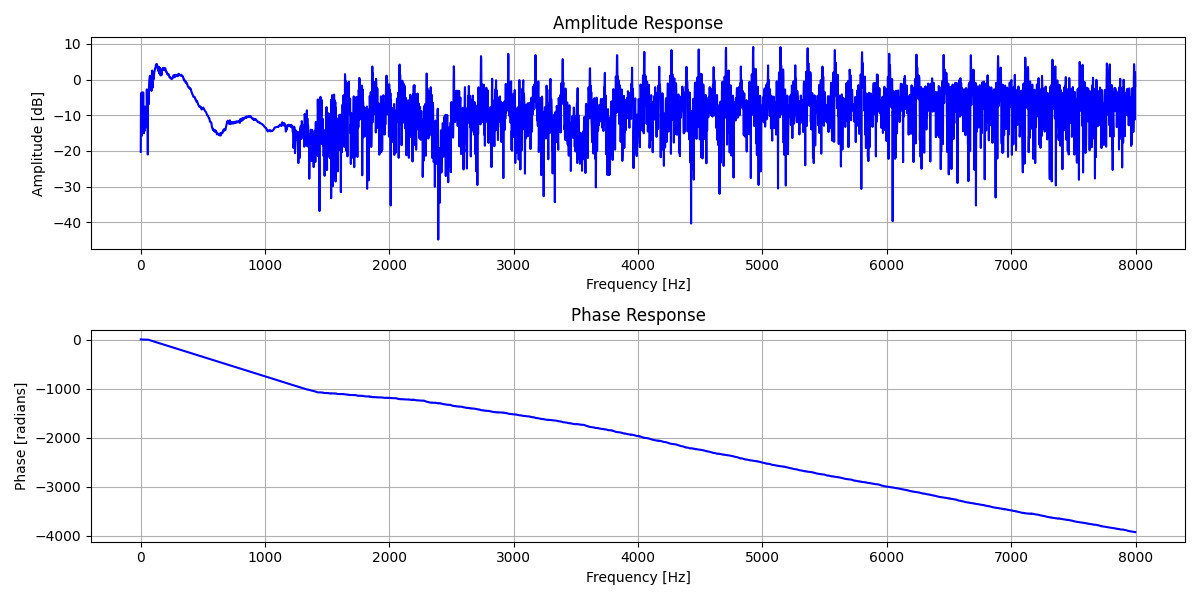 Amplitude Response
Amplitude [dB]
10
0
−10
−20
−30
−40
0 1000 2000 3000 4000 5000 6000 7000 8000
Frequency [Hz]
Phase Response
Phase [radians]
0
−1000
−2000
−3000
−4000
0 1000 2000 3000 4000 5000 6000 7000 8000
Frequency [Hz]